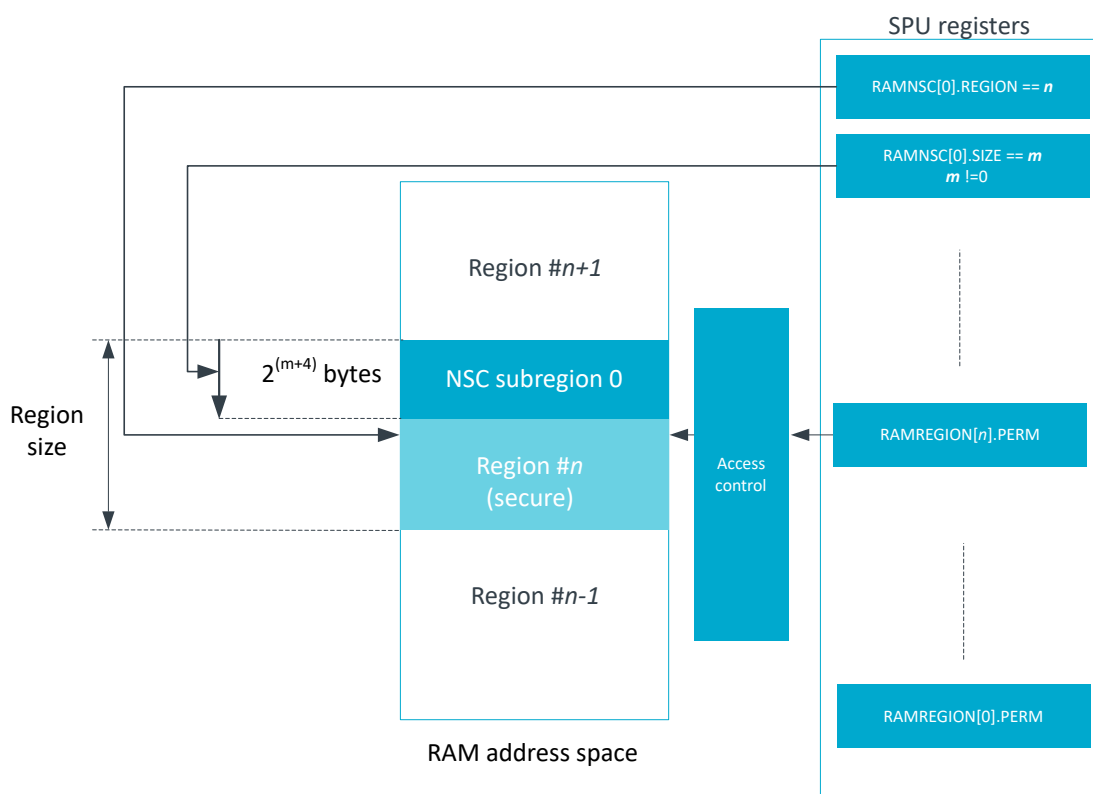 SPU registers
RAMNSC[0].REGION == n
RAMNSC[0].SIZE == m
m !=0
Region #n+1
2^(m+4) bytes
NSC subregion 0
Region
size
RAMREGION[n].PERM
Region #n
(secure)
Access
control
Region #n-1
RAMREGION[0].PERM
RAM address space